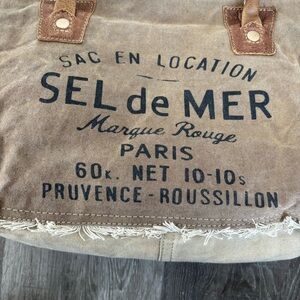 SAC EN LOCATION
SEL de MER
Marque Rouge
PARIS
60K. NET 10-10s
PRUVENCE-ROUSSILLON